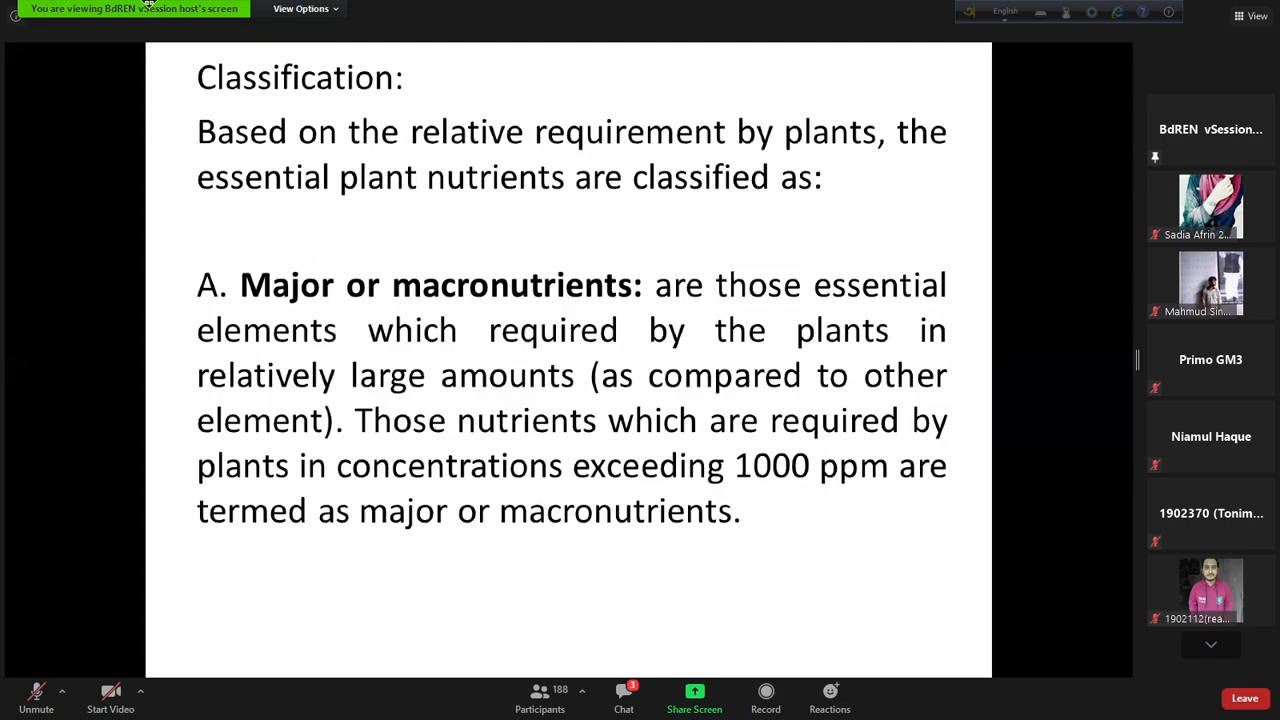 You are viewing BdREN vSession host's screen
View Options
English
View
Classification:
Based on the relative requirement by plants, the
essential plant nutrients are classified as:
A. Major or macronutrients: are those essential
elements which required by the plants in
relatively large amounts (as compared to other
element). Those nutrients which are required by
plants in concentrations exceeding 1000 ppm are
termed as major or macronutrients.
BdREN vSession...
Sadia Afrin 2...
Mahmud Sin...
Primo GM3
Niamul Haque
1902370 (Tonim...
1902112(rea...
Unmute
Start Video
188
Participants
3
Chat
Share Screen
Record
Reactions
Leave